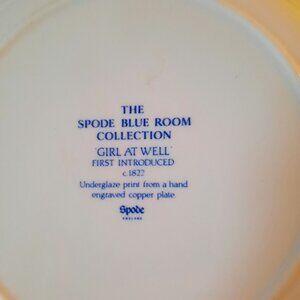 THE
SPODE BLUE ROOM
COLLECTION
'GIRL AT WELL'
FIRST INTRODUCED
c.1822
Underglaze print from a hand
engraved copper plate
Spode
ENGLAND